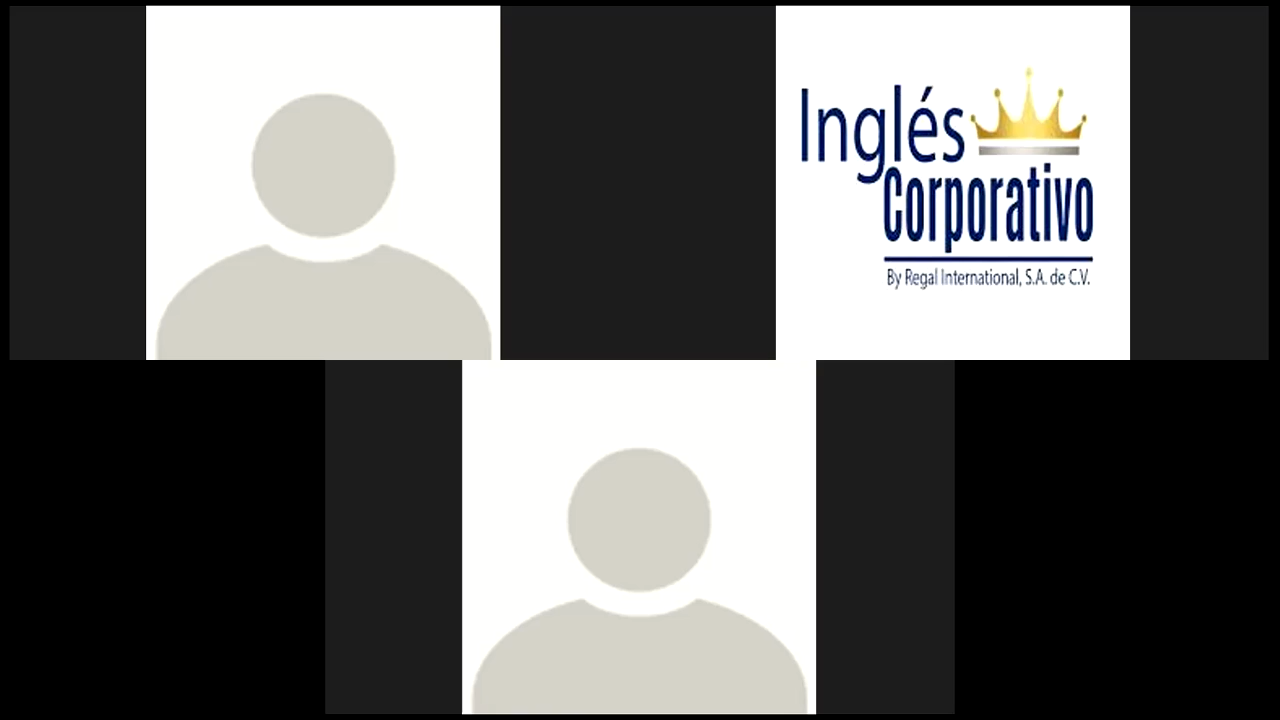 Inglés
Corporativo
By Regal International, S.A. de C.V.